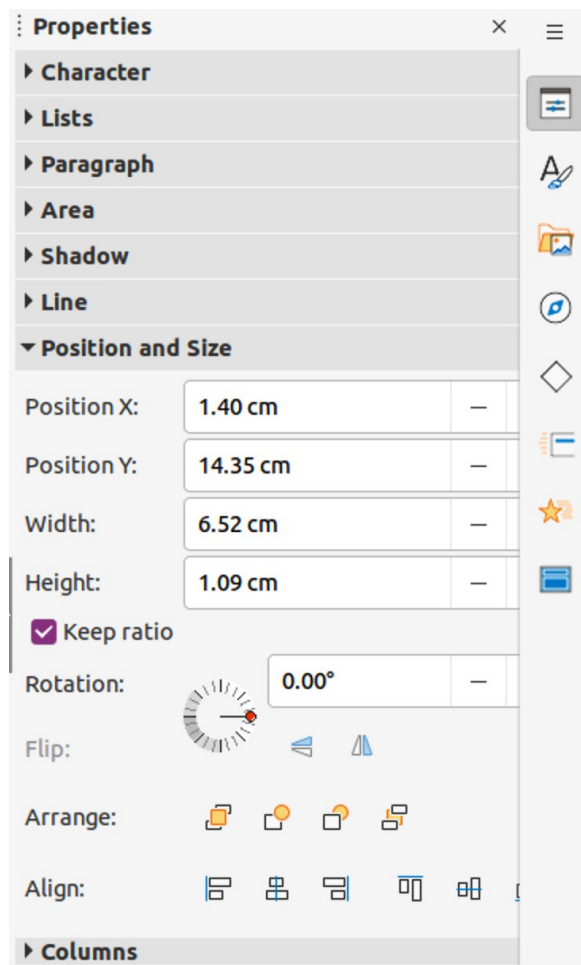 Properties
Character
Lists
Paragraph
Area
Shadow
Line
Position and Size
Position X: 1.40 cm
Position Y: 14.35 cm
Width: 6.52 cm
Height: 1.09 cm
Keep ratio
Rotation: 0.00°
Flip:
Arrange:
Align:
Columns